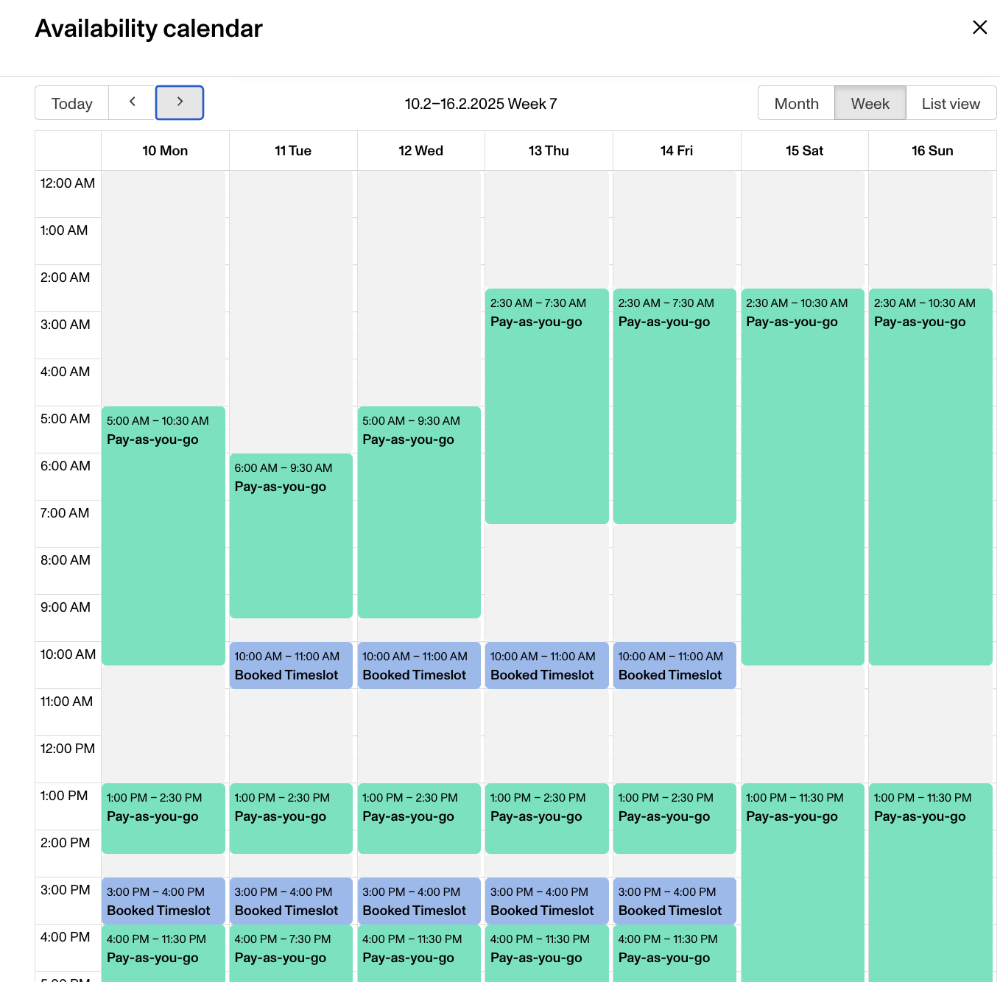 Availability calendar
Today
10.2–16.2.2025 Week 7
Month Week List view
10 Mon 11 Tue 12 Wed 13 Thu 14 Fri 15 Sat 16 Sun
12:00 AM
1:00 AM
2:00 AM
2:30 AM – 7:30 AM 2:30 AM – 7:30 AM 2:30 AM – 10:30 AM 2:30 AM – 10:30 AM
Pay-as-you-go Pay-as-you-go Pay-as-you-go Pay-as-you-go
3:00 AM
4:00 AM
5:00 AM
5:00 AM – 10:30 AM 5:00 AM – 9:30 AM
Pay-as-you-go Pay-as-you-go
6:00 AM
6:00 AM – 9:30 AM
Pay-as-you-go
7:00 AM
8:00 AM
9:00 AM
10:00 AM
10:00 AM – 11:00 AM 10:00 AM – 11:00 AM 10:00 AM – 11:00 AM 10:00 AM – 11:00 AM
Booked Timeslot Booked Timeslot Booked Timeslot Booked Timeslot
11:00 AM
12:00 PM
1:00 PM
1:00 PM – 2:30 PM 1:00 PM – 2:30 PM 1:00 PM – 2:30 PM 1:00 PM – 2:30 PM 1:00 PM – 2:30 PM 1:00 PM – 11:30 PM 1:00 PM – 11:30 PM
Pay-as-you-go Pay-as-you-go Pay-as-you-go Pay-as-you-go Pay-as-you-go Pay-as-you-go Pay-as-you-go
2:00 PM
3:00 PM
3:00 PM – 4:00 PM 3:00 PM – 4:00 PM 3:00 PM – 4:00 PM 3:00 PM – 4:00 PM 3:00 PM – 4:00 PM
Booked Timeslot Booked Timeslot Booked Timeslot Booked Timeslot Booked Timeslot
4:00 PM
4:00 PM – 11:30 PM 4:00 PM – 7:30 PM 4:00 PM – 11:30 PM 4:00 PM – 11:30 PM 4:00 PM – 11:30 PM
Pay-as-you-go Pay-as-you-go Pay-as-you-go Pay-as-you-go Pay-as-you-go
5:00 PM